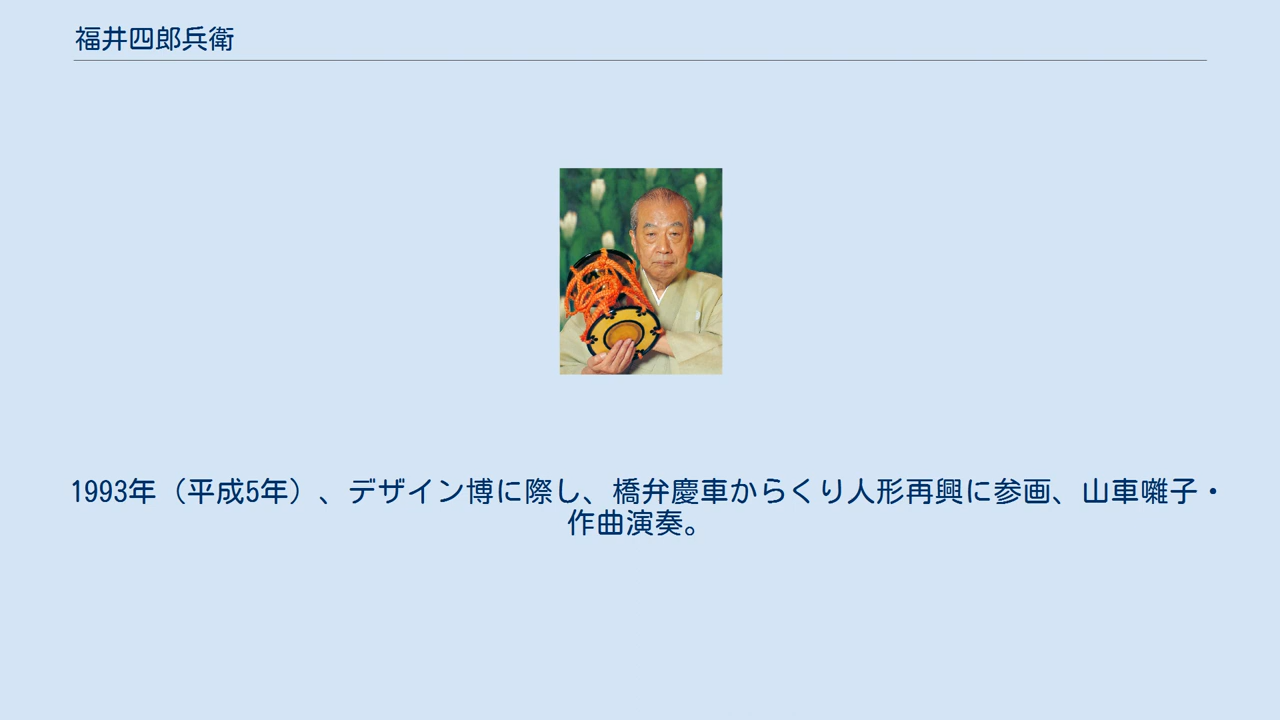 福井四郎兵衛
1993年（平成5年）、デザイン博に際し、橋弁慶車からくり人形再興に参画、山車囃子・
作曲演奏。